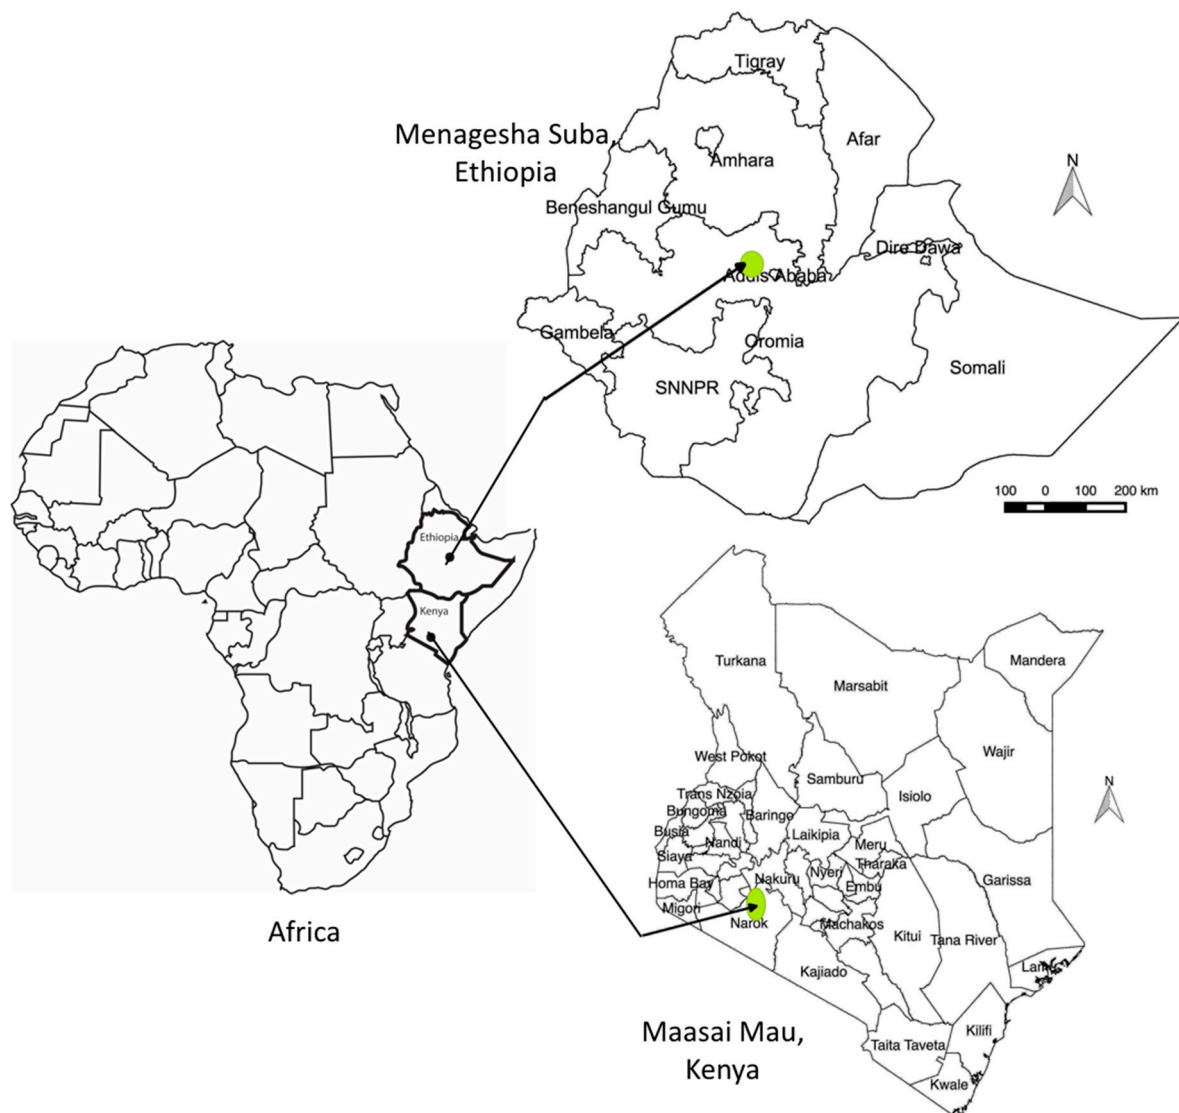 Tigray
Menagesha Suba,
Ethiopia
Afar
Amhara
N
Beneshangul Gumu
Dire Dawa
Addis Ababa
Gambela
Oromia
Somali
SNNPR
100 0 100 200 km
Ethiopia
Kenya
Africa
Turkana
Mandera
Marsabit
Wajir
West Pokot
Samburu
Isiolo
N
Trans Nzoia
Bungoma
Baringo
Busia
Nandi
Laikipia
Meru
Siaya
Tharaka
Nyeri
Nakuru
Garissa
Homa Bay
Embu
Migori
Narok
Machakos
Kitui
Tana River
Kajiado
Lamu
Maasai Mau,
Kenya
Kilifi
Taita Taveta
Kwale